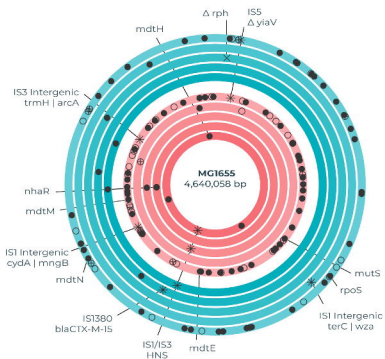 Δ rph
IS5
Δ yiaV
mdtH
IS3 Intergenic
trmH | arcA
MG1655
4,640,058 bp
nhaR
mdtM
IS1 Intergenic
cydA | mngB
mdtN
mutS
rpoS
IS1 Intergenic
terC | wza
IS1380
blaCTX-M-15
IS1/IS3
HNS
mdtE